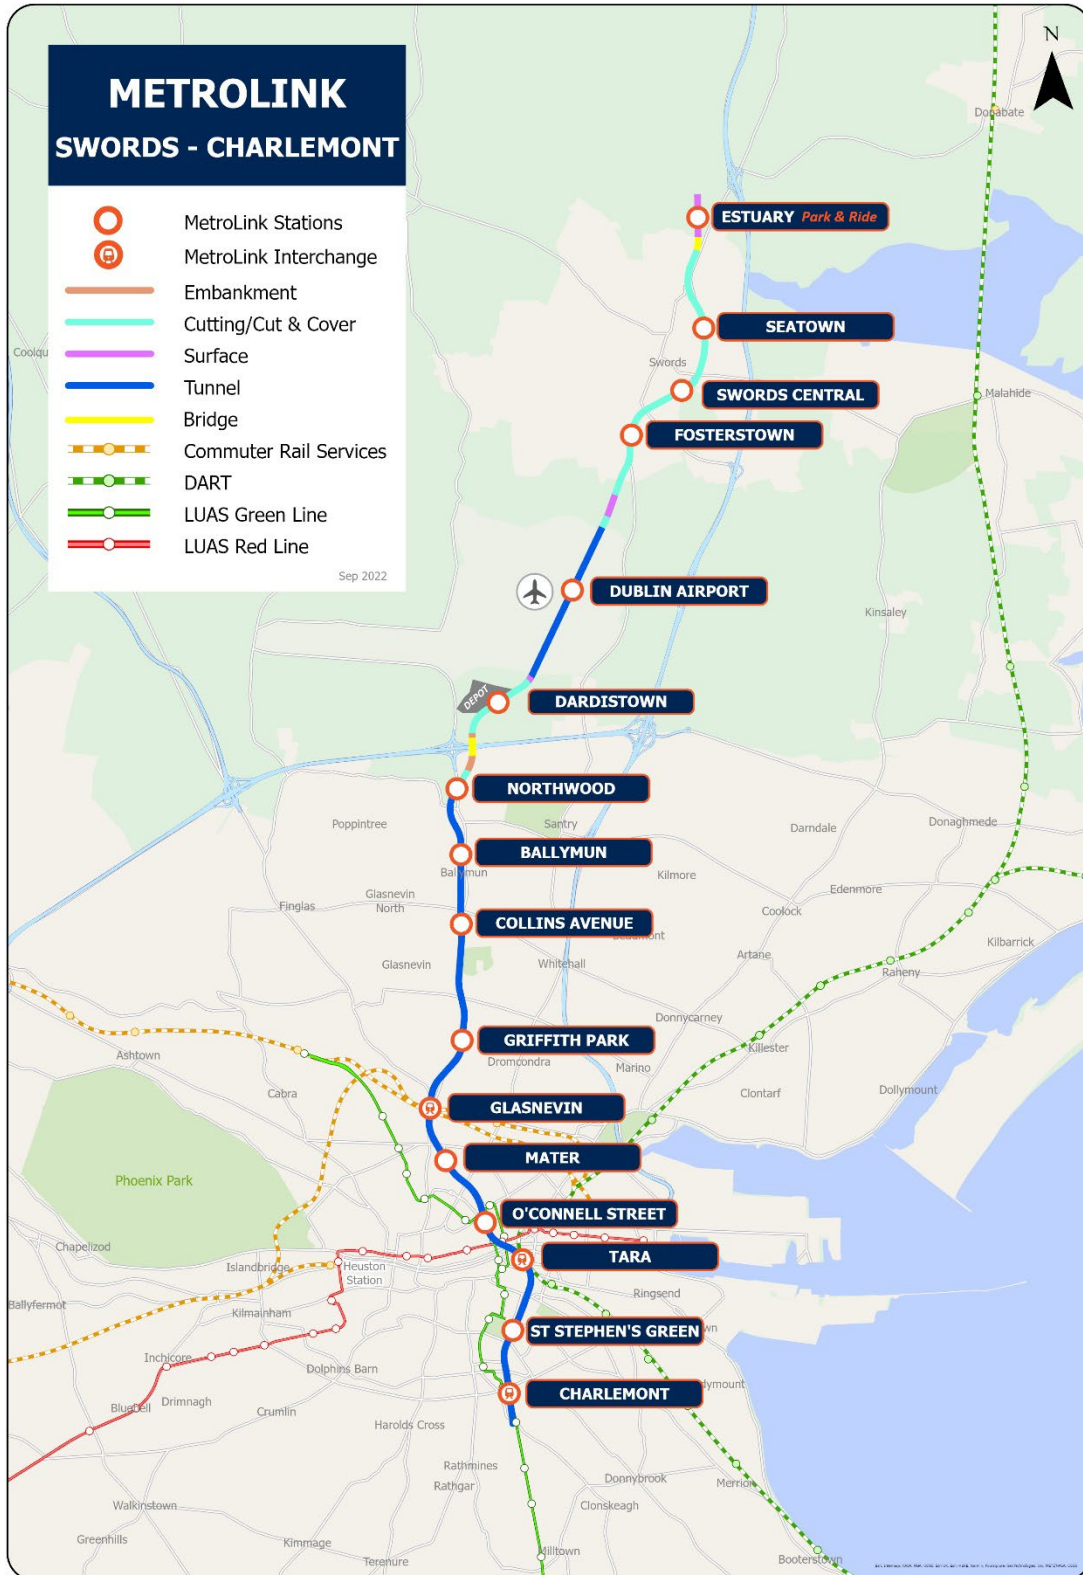 METROLINK
SWORDS - CHARLEMONT
MetroLink Stations
MetroLink Interchange
Embankment
Cutting/Cut & Cover
Surface
Tunnel
Bridge
Commuter Rail Services
DART
LUAS Green Line
LUAS Red Line
Sep 2022
N
Donabate
ESTUARY Park & Ride
SEATOWN
Coolqu
Swords
SWORDS CENTRAL
Malahide
FOSTERSTOWN
DUBLIN AIRPORT
Kinsaley
DEPOT
DARDISTOWN
NORTHWOOD
Poppintree
Santry
Darndale
Donaghmede
BALLYMUN
Ballymun
Kilmore
Glasnevin
North
Edenmore
Finglas
Coolock
COLLINS AVENUE
Beaumont
Kilbarrick
Artane
Glasnevin
Whitehall
Raheny
Donnycarney
GRIFFITH PARK
Ashtown
Killester
Dromcondra
Marino
Cabra
Clontarf
Dollymount
GLASNEVIN
MATER
Phoenix Park
O'CONNELL STREET
Chapelizod
TARA
Islandbridge
Heuston
Station
Ringsend
Ballyfermot
Kilmainham
ST STEPHEN'S GREEN
wn
Inchicore
Dolphins Barn
CHARLEMONT
dymount
Drimnagh
BlueBell
Crumlin
Harolds Cross
Rathmines
Donnybrook
Rathgar
Merrion
Walkinstown
Clonskeagh
Greenhills
Kimmage
Milltown
Terenure
Booterstown